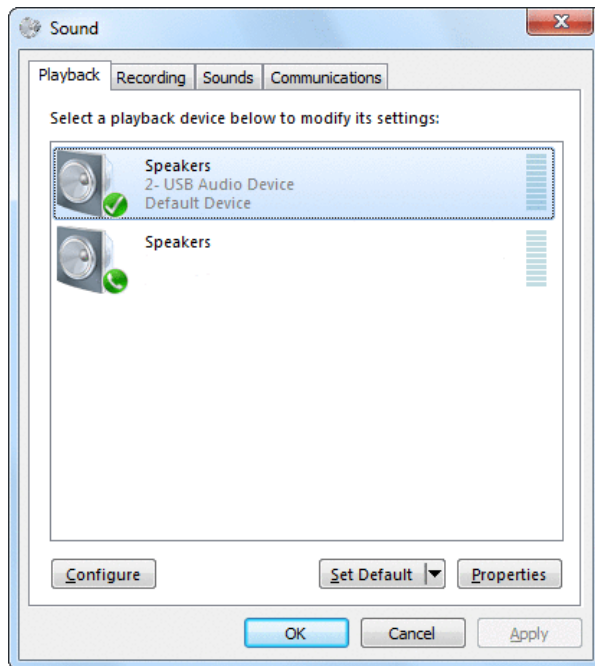 Sound
Playback Recording Sounds Communications
Select a playback device below to modify its settings:
Speakers
2- USB Audio Device
Default Device
Speakers
Configure Set Default Properties
OK Cancel Apply